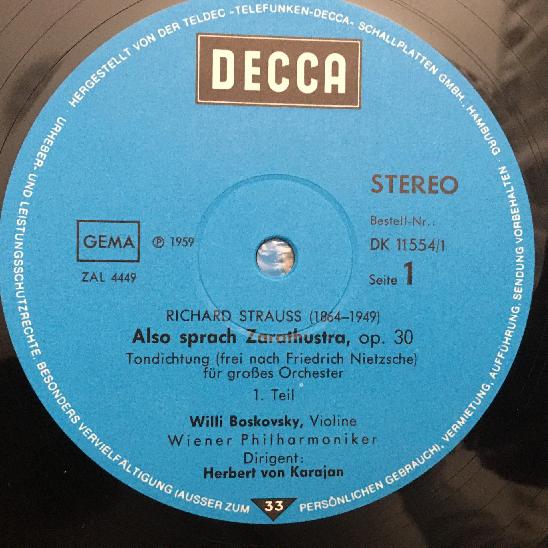 HERGESTELLT VON DER TELDEC »TELEFUNKEN-DECCA« SCHALLPLATTEN GMBH, HAMBURG · URHEBER- UND LEISTUNGSSCHUTZRECHTE, BESONDERS VERVIELFÄLTIGUNG (AUSSER ZUM PERSÖNLICHEN GEBRAUCH), VERMIETUNG, AUFFÜHRUNG, SENDUNG VORBEHALTEN ·
DECCA
STEREO
Bestell-Nr.:
GEMA ℗ 1959 DK 11554/1
ZAL 4449 Seite 1
RICHARD STRAUSS (1864–1949)
Also sprach Zarathustra, op. 30
Tondichtung (frei nach Friedrich Nietzsche)
für großes Orchester
1. Teil
Willi Boskovsky, Violine
Wiener Philharmoniker
Dirigent:
Herbert von Karajan
33